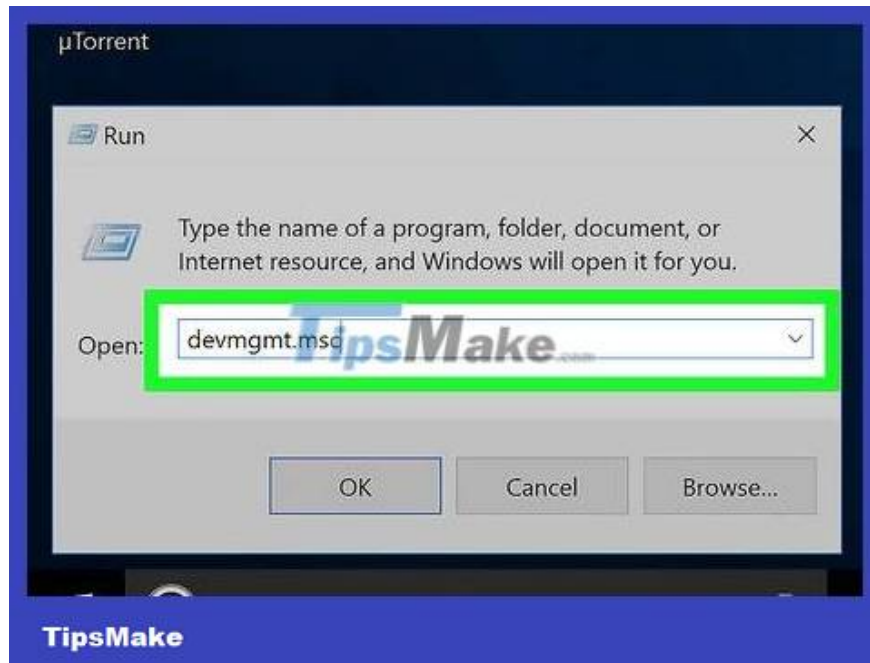 µTorrent
Run
Type the name of a program, folder, document, or
Internet resource, and Windows will open it for you.
Open:
devmgmt.msc
TipsMake.com
OK
Cancel
Browse...
TipsMake